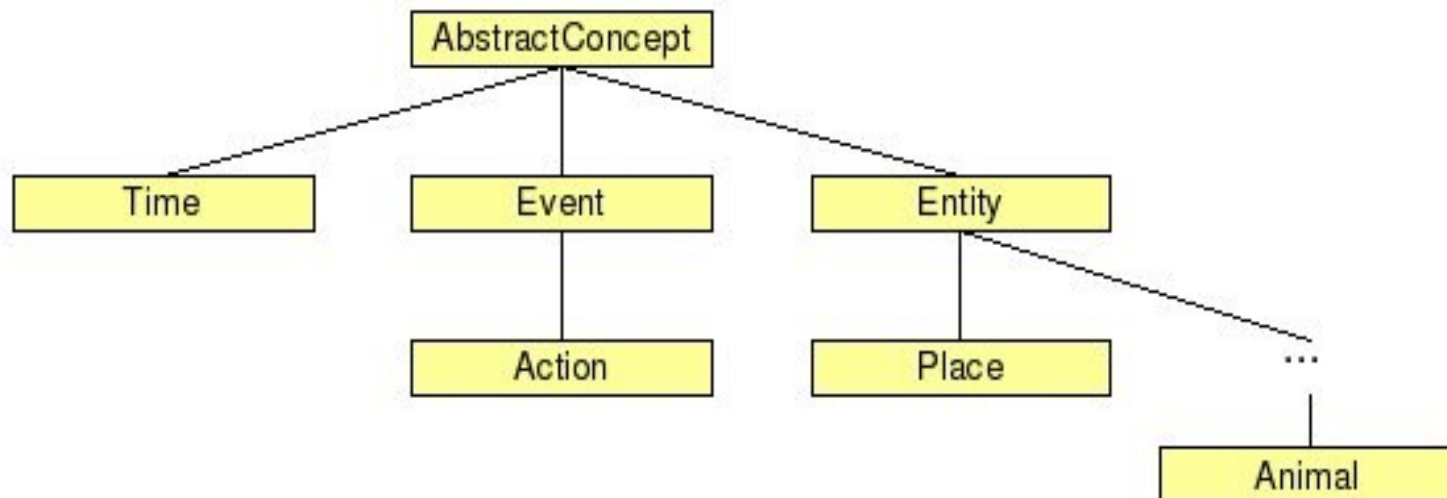 AbstractConcept
Time
Event
Entity
Action
Place
...
Animal